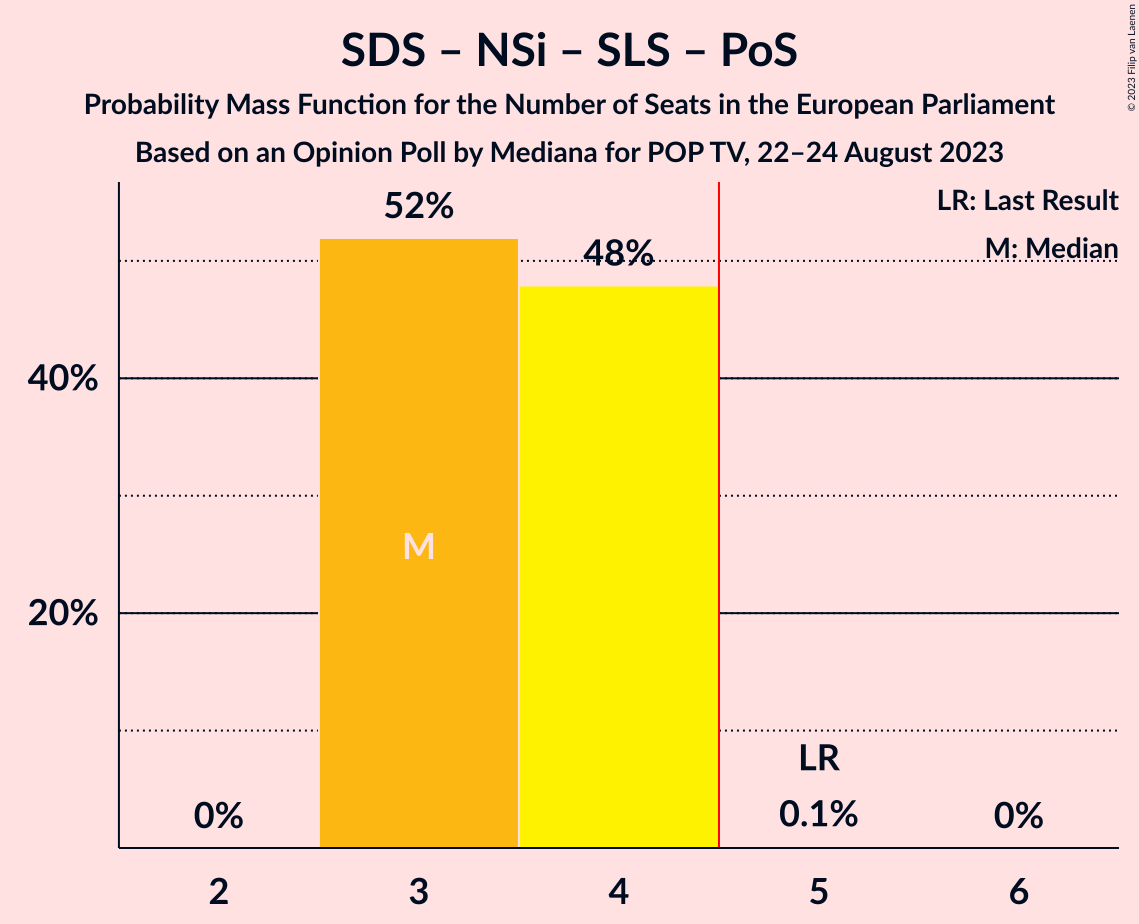 © 2023 Filip van Laenen
SDS – NSi – SLS – PoS
Probability Mass Function for the Number of Seats in the European Parliament
Based on an Opinion Poll by Mediana for POP TV, 22–24 August 2023
LR: Last Result
M: Median
52%
48%
40%
20%
M
LR
0%
0.1%
0%
2 3 4 5 6